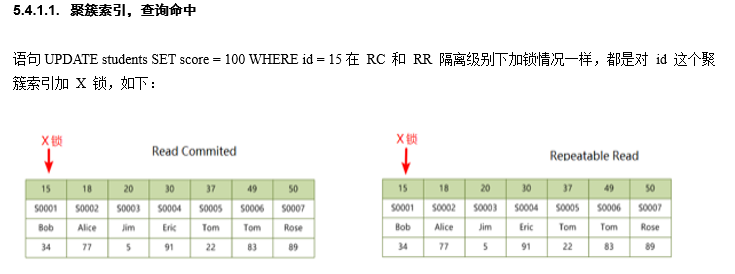 5.4.1.1. 聚簇索引，查询命中
语句 UPDATE students SET score = 100 WHERE id = 15 在 RC 和 RR 隔离级别下加锁情况一样，都是对 id 这个聚
簇索引加 X 锁，如下：
X锁
Read Commited
15 18 20 30 37 49 50
S0001 S0002 S0003 S0004 S0005 S0006 S0007
Bob Alice Jim Eric Tom Tom Rose
34 77 5 91 22 83 89
X锁
Repeatable Read
15 18 20 30 37 49 50
S0001 S0002 S0003 S0004 S0005 S0006 S0007
Bob Alice Jim Eric Tom Tom Rose
34 77 5 91 22 83 89